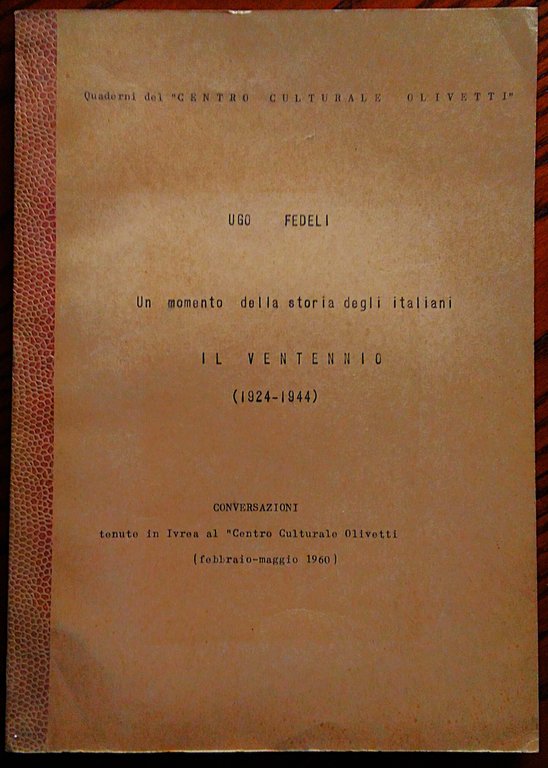 Quaderni del "CENTRO CULTURALE OLIVETTI"
UGO FEDELI
Un momento della storia degli italiani
IL VENTENNIO
(1924-1944)
CONVERSAZIONI
tenute in Ivrea al "Centro Culturale Olivetti
(febbraio-maggio 1960)